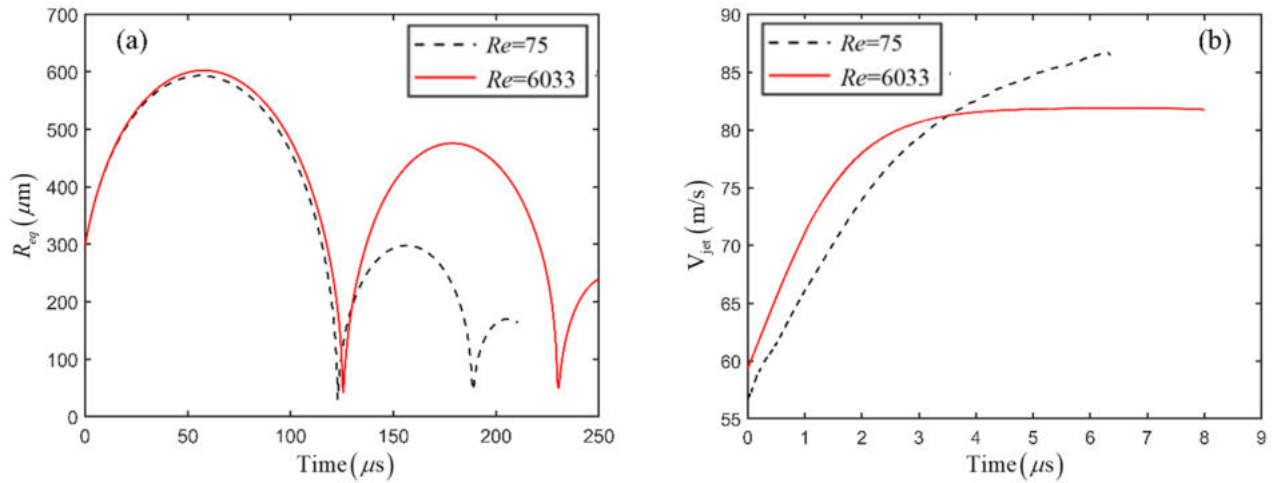 (a)
Re=75
Re=6033
700
600
500
400
300
200
100
0
R_eq (μm)
0 50 100 150 200 250
Time (μs)
(b)
Re=75
Re=6033
90
85
80
75
70
65
60
55
V_jet (m/s)
0 1 2 3 4 5 6 7 8 9
Time (μs)